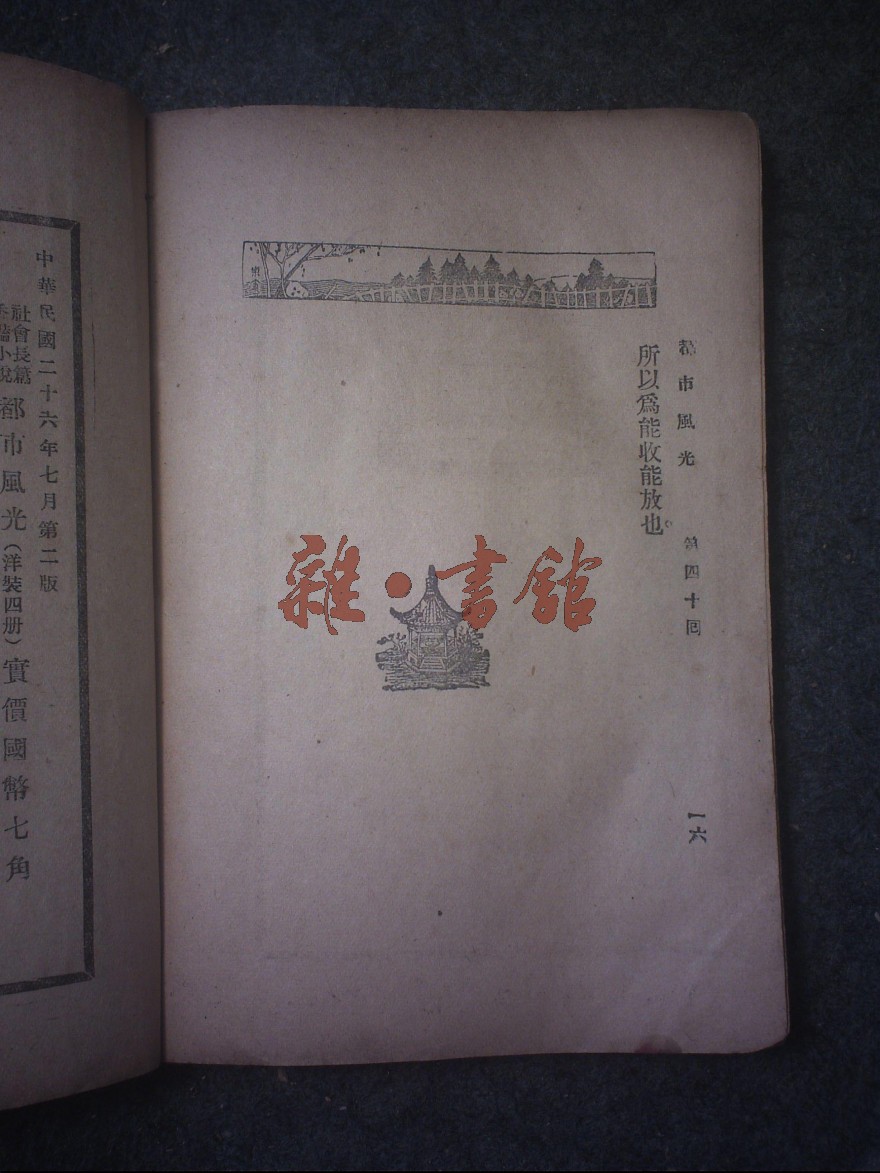 都市風光 第四十回 一六
所以爲能收能放也。
雜·書館
中華民國二十六年七月第二版
社會長篇
香豔小說
都市風光（洋裝四册）實價國幣七角